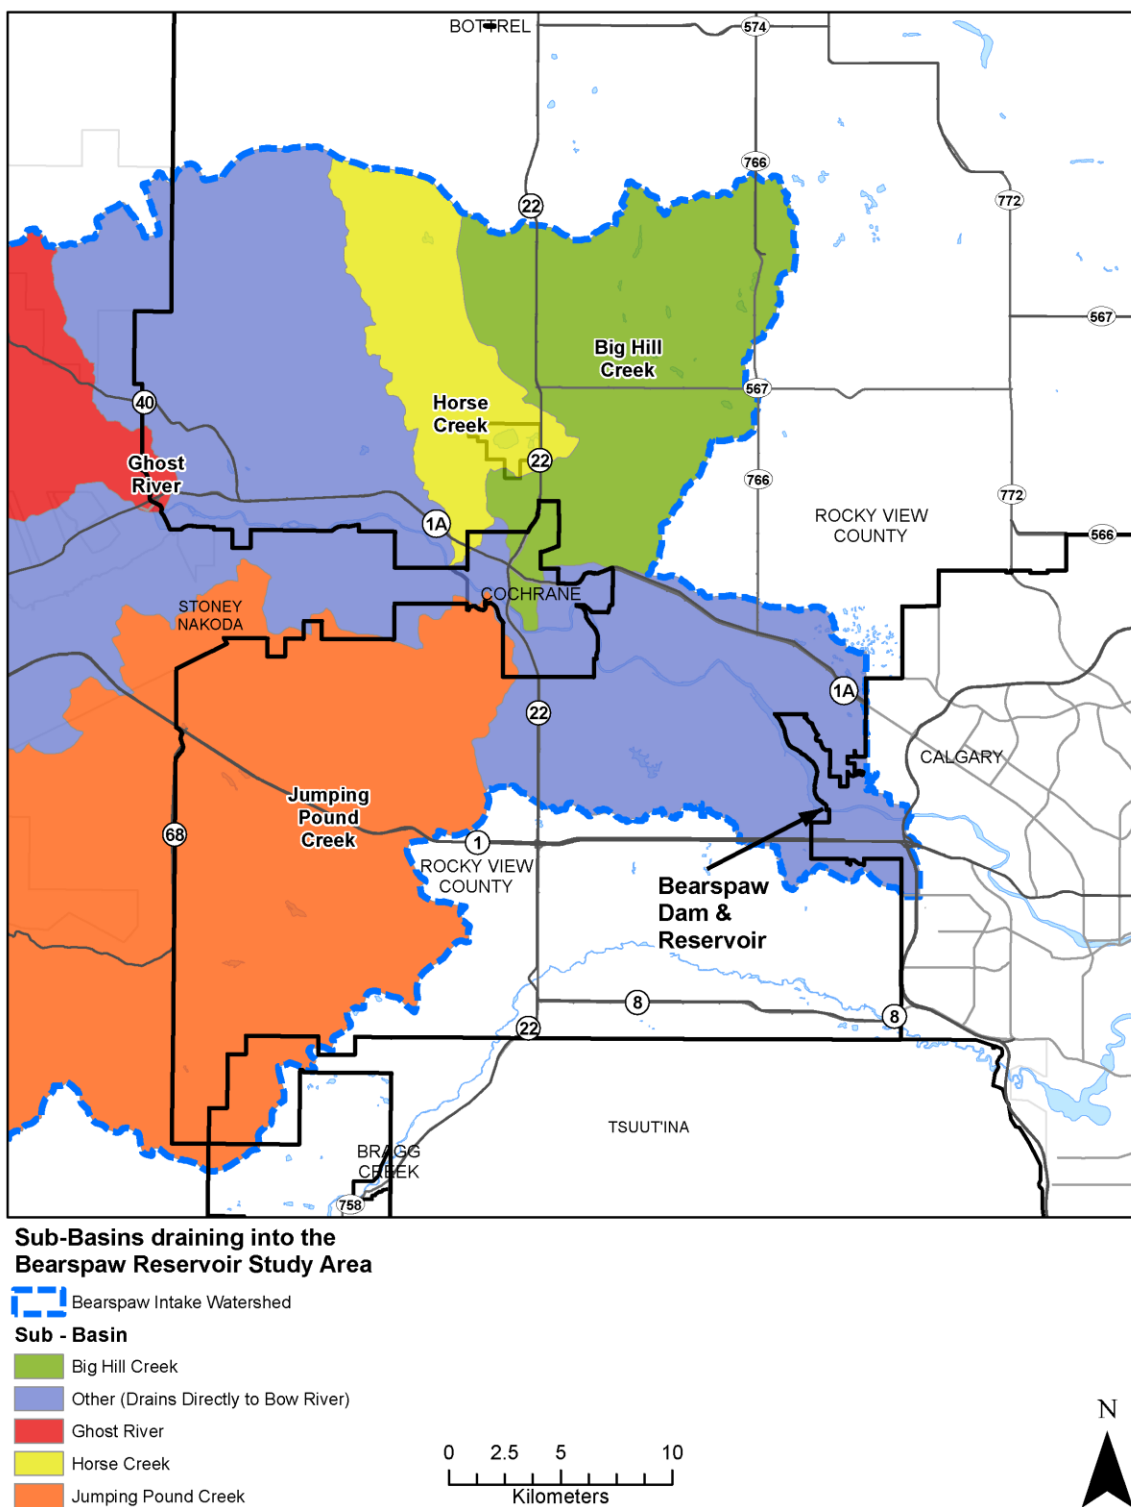 BOTTREL
574
766
22
772
567
Big Hill
Creek
567
40
Horse
Creek
22
Ghost
River
766
772
1A
ROCKY VIEW
COUNTY
566
STONEY
NAKODA
COCHRANE
1A
22
CALGARY
Jumping
Pound
Creek
68
1
ROCKY VIEW
COUNTY
Bearspaw
Dam &
Reservoir
8
8
22
TSUUT'INA
BRAGG
CREEK
758
Sub-Basins draining into the
Bearspaw Reservoir Study Area
Bearspaw Intake Watershed
Sub - Basin
Big Hill Creek
Other (Drains Directly to Bow River)
Ghost River
Horse Creek
Jumping Pound Creek
0 2.5 5 10
Kilometers
N